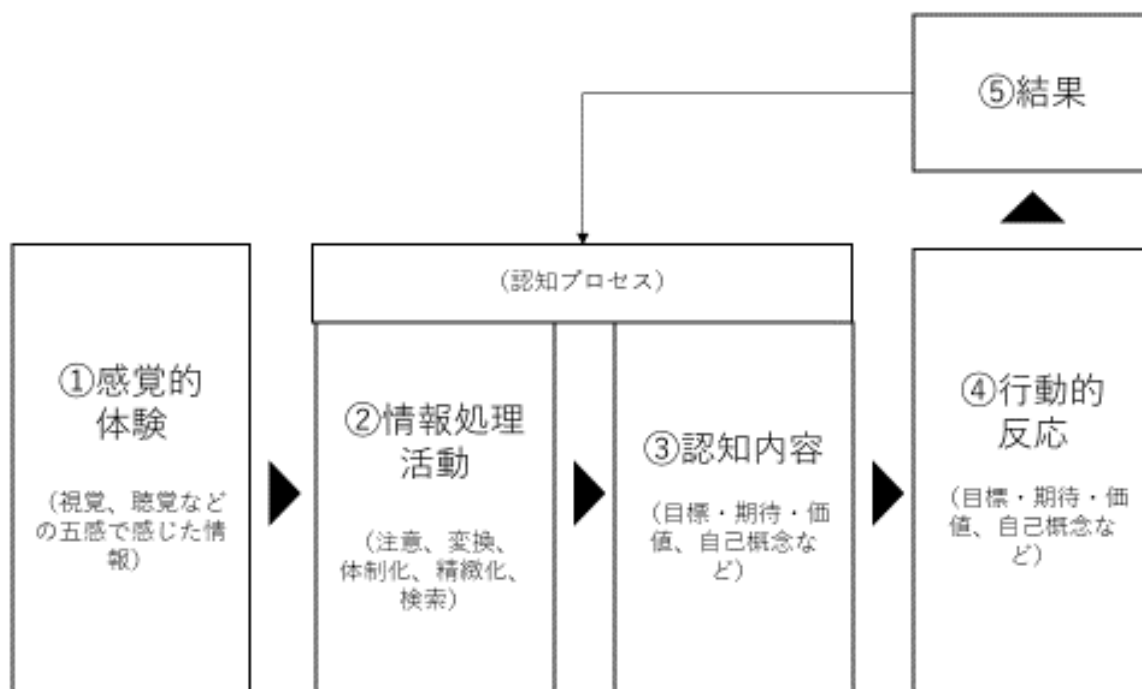 ⑤結果
(認知プロセス)
①感覚的
体験
(視覚、聴覚など
の五感で感じた情
報)
②情報処理
活動
(注意、変換、
体制化、精緻化、
検索)
③認知内容
(目標・期待・価
値、自己概念な
ど)
④行動的
反応
(目標・期待・価
値、自己概念な
ど)